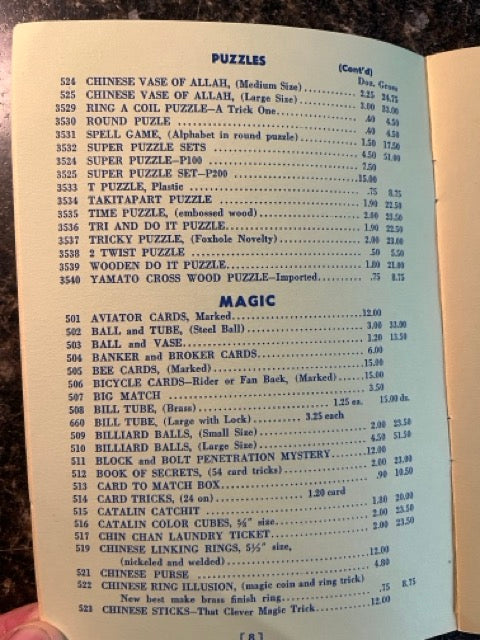 PUZZLES
(Cont'd)
Doz. Gross
524 CHINESE VASE OF ALLAH, (Medium Size) 2.25 24.75
525 CHINESE VASE OF ALLAH, (Large Size) 3.00 33.00
3529 RING A COIL PUZZLE—A Trick One .40 4.50
3530 ROUND PUZLE .40 4.50
3531 SPELL GAME, (Alphabet in round puzzle) 1.50 17.50
3532 SUPER PUZZLE SETS 4.50 51.00
3524 SUPER PUZZLE—P100 7.50
3525 SUPER PUZZLE SET—P200 15.00
3533 T PUZZLE, Plastic .75 8.75
3534 TAKITAPART PUZZLE 1.90 22.50
3535 TIME PUZZLE, (embossed wood) 2.00 23.50
3536 TRI AND DO IT PUZZLE 1.90 22.50
3537 TRICKY PUZZLE, (Foxhole Novelty) 2.00 23.00
3538 2 TWIST PUZZLE .50 5.50
3539 WOODEN DO IT PUZZLE 1.80 21.00
3540 YAMATO CROSS WOOD PUZZLE—Imported .75 8.75
MAGIC
501 AVIATOR CARDS, Marked 12.00
502 BALL and TUBE, (Steel Ball) 3.00 33.00
503 BALL and VASE 1.20 13.50
504 BANKER and BROKER CARDS 6.00
505 BEE CARDS, (Marked) 15.00
506 BICYCLE CARDS—Rider or Fan Back, (Marked) 15.00
507 BIG MATCH 3.50
508 BILL TUBE, (Brass) 1.25 ea. 15.00 dz.
660 BILL TUBE, (Large with Lock) 3.25 each
509 BILLIARD BALLS, (Small Size) 2.00 23.50
510 BILLIARD BALLS, (Large Size) 4.50 51.50
511 BLOCK and BOLT PENETRATION MYSTERY 12.00
512 BOOK OF SECRETS, (54 card tricks) 2.00 23.00
513 CARD TO MATCH BOX .90 10.50
514 CARD TRICKS, (24 on) 1.20 card
515 CATALIN CATCHIT 1.80 20.00
516 CATALIN COLOR CUBES, ⅝" size 2.00 23.50
517 CHIN CHAN LAUNDRY TICKET 2.00 23.50
519 CHINESE LINKING RINGS, 5½" size,
(nickeled and welded) 12.00
521 CHINESE PURSE 4.80
522 CHINESE RING ILLUSION, (magic coin and ring trick)
New best make brass finish ring .75 8.75
523 CHINESE STICKS—That Clever Magic Trick 12.00
[8]